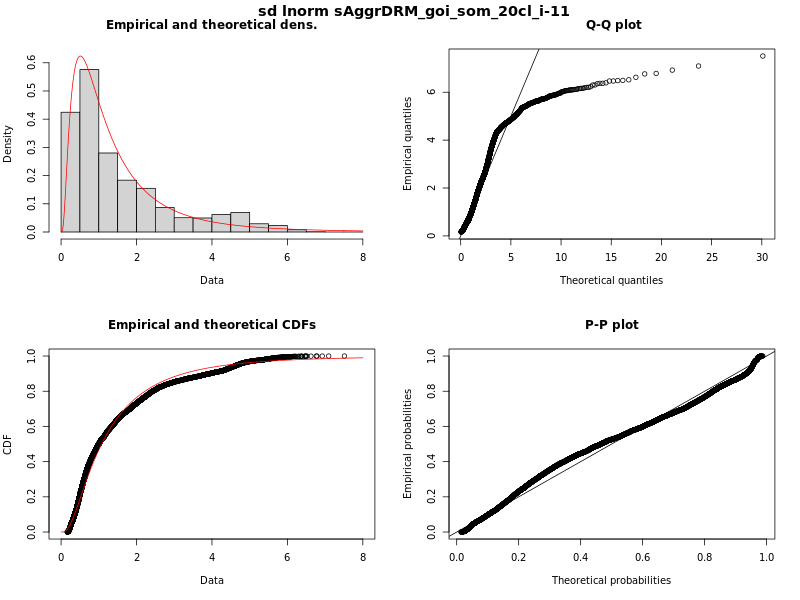 sd lnorm sAggrDRM_goi_som_20cl_i-11
Empirical and theoretical dens.
Density
0.0 0.1 0.2 0.3 0.4 0.5 0.6
0 2 4 6 8
Data
Q-Q plot
Empirical quantiles
0 2 4 6
0 5 10 15 20 25 30
Theoretical quantiles
Empirical and theoretical CDFs
CDF
0.0 0.2 0.4 0.6 0.8 1.0
0 2 4 6 8
Data
P-P plot
Empirical probabilities
0.0 0.2 0.4 0.6 0.8 1.0
0.0 0.2 0.4 0.6 0.8 1.0
Theoretical probabilities